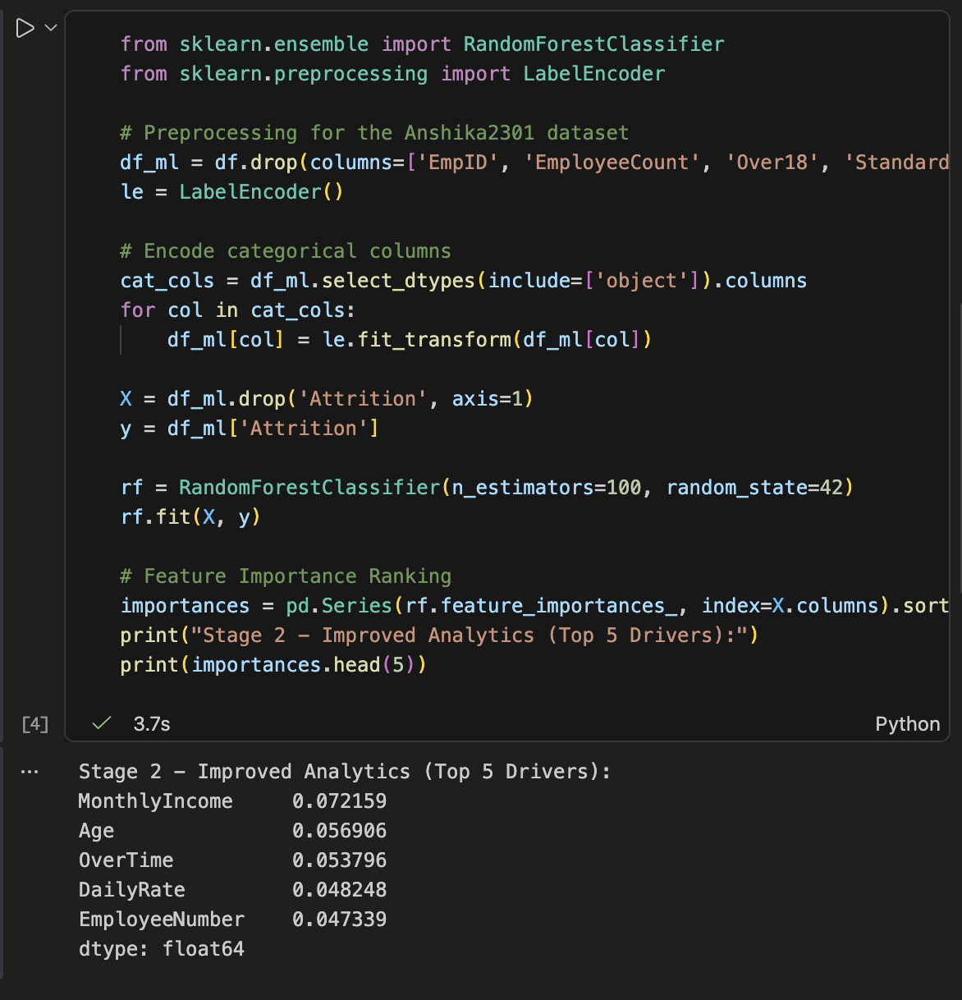 from sklearn.ensemble import RandomForestClassifier
from sklearn.preprocessing import LabelEncoder
# Preprocessing for the Anshika2301 dataset
df_ml = df.drop(columns=['EmpID', 'EmployeeCount', 'Over18', 'Standard
le = LabelEncoder()
# Encode categorical columns
cat_cols = df_ml.select_dtypes(include=['object']).columns
for col in cat_cols:
    df_ml[col] = le.fit_transform(df_ml[col])
X = df_ml.drop('Attrition', axis=1)
y = df_ml['Attrition']
rf = RandomForestClassifier(n_estimators=100, random_state=42)
rf.fit(X, y)
# Feature Importance Ranking
importances = pd.Series(rf.feature_importances_, index=X.columns).sort
print("Stage 2 – Improved Analytics (Top 5 Drivers):")
print(importances.head(5))
[4] 3.7s Python
Stage 2 – Improved Analytics (Top 5 Drivers):
MonthlyIncome     0.072159
Age               0.056906
OverTime          0.053796
DailyRate         0.048248
EmployeeNumber    0.047339
dtype: float64